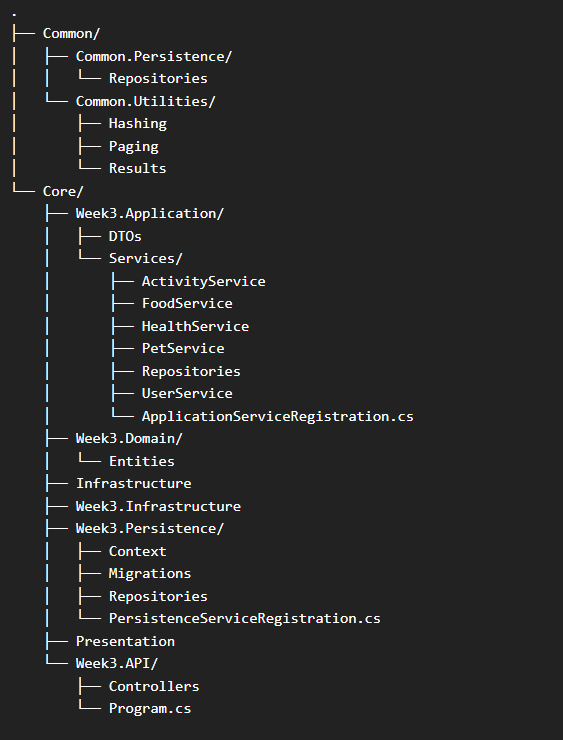 .
├── Common/
│   ├── Common.Persistence/
│   │   └── Repositories
│   └── Common.Utilities/
│       ├── Hashing
│       ├── Paging
│       └── Results
└── Core/
    ├── Week3.Application/
    │   ├── DTOs
    │   └── Services/
    │       ├── ActivityService
    │       ├── FoodService
    │       ├── HealthService
    │       ├── PetService
    │       ├── Repositories
    │       ├── UserService
    │       └── ApplicationServiceRegistration.cs
    ├── Week3.Domain/
    │   └── Entities
    ├── Infrastructure
    ├── Week3.Infrastructure
    ├── Week3.Persistence/
    │   ├── Context
    │   ├── Migrations
    │   ├── Repositories
    │   └── PersistenceServiceRegistration.cs
    ├── Presentation
    └── Week3.API/
        ├── Controllers
        └── Program.cs